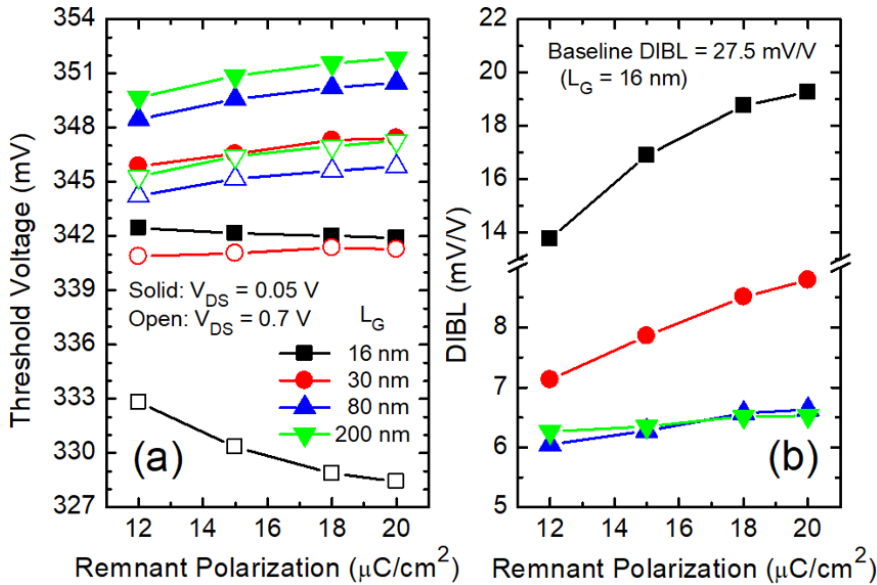 354
351
348
345
342
339
336
333
330
327
Threshold Voltage (mV)
Solid: V_DS = 0.05 V
Open: V_DS = 0.7 V
L_G
16 nm
30 nm
80 nm
200 nm
(a)
12 14 16 18 20
Remnant Polarization (μC/cm²)
22
20
19
17
16
14
8
7
6
5
DIBL (mV/V)
Baseline DIBL = 27.5 mV/V
(L_G = 16 nm)
(b)
12 14 16 18 20
Remnant Polarization (μC/cm²)